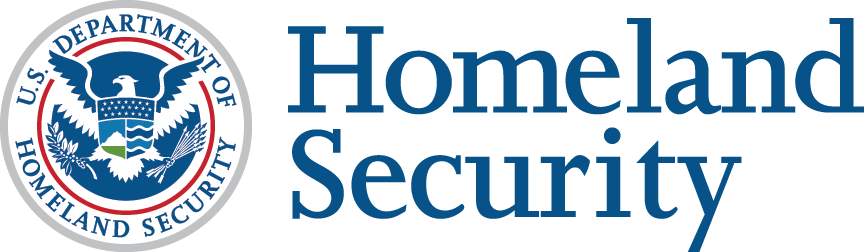 U.S. DEPARTMENT OF
HOMELAND SECURITY
Homeland
Security